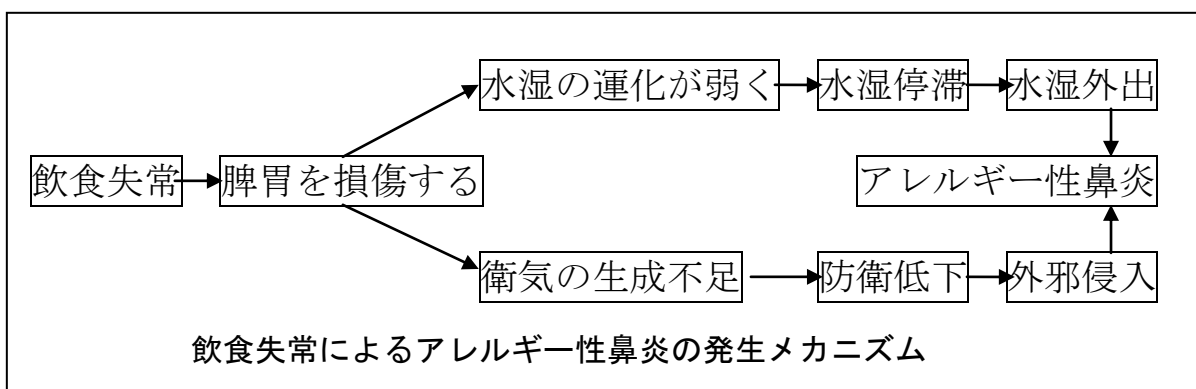 水湿の運化が弱く
水湿停滞
水湿外出
飲食失常
脾胃を損傷する
アレルギー性鼻炎
衛気の生成不足
防衛低下
外邪侵入
飲食失常によるアレルギー性鼻炎の発生メカニズム